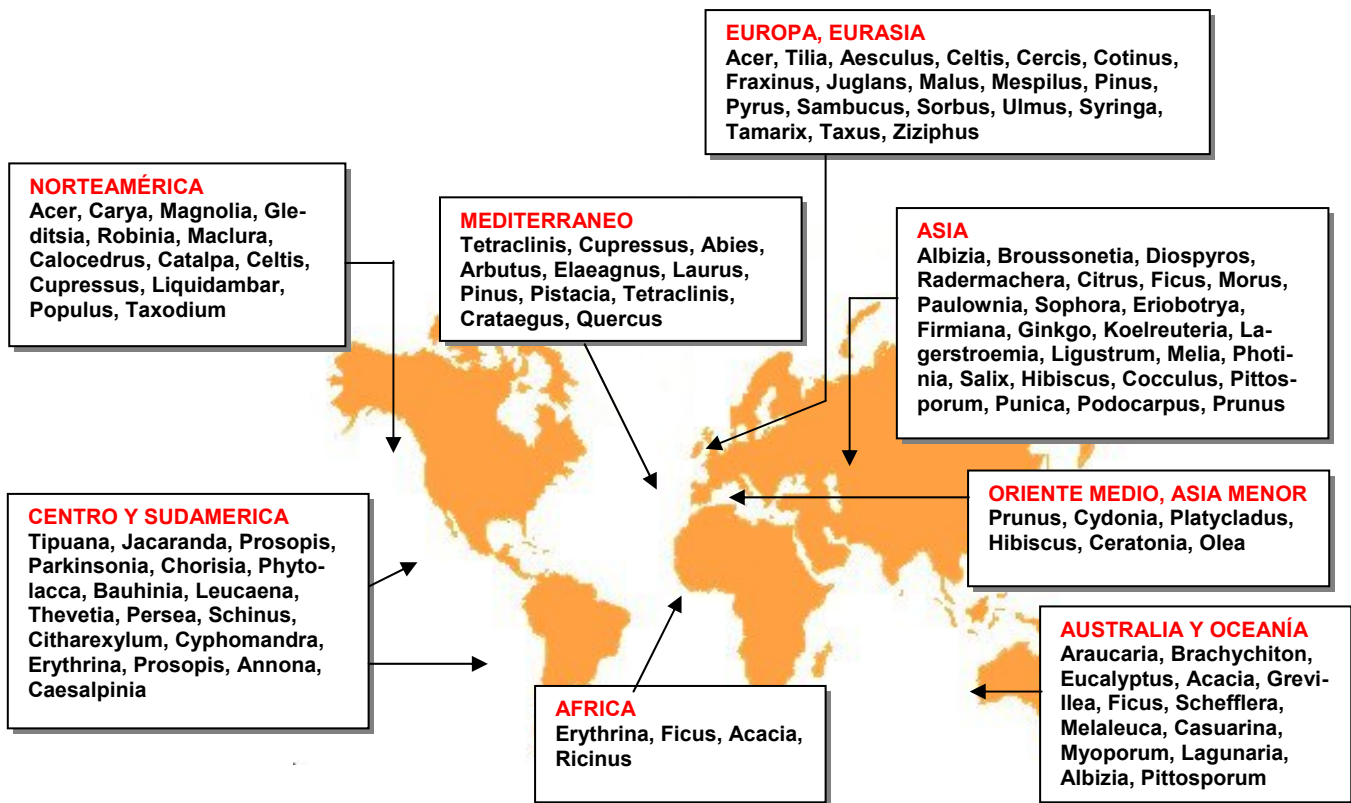 EUROPA, EURASIA
Acer, Tilia, Aesculus, Celtis, Cercis, Cotinus,
Fraxinus, Juglans, Malus, Mespilus, Pinus,
Pyrus, Sambucus, Sorbus, Ulmus, Syringa,
Tamarix, Taxus, Ziziphus
NORTEAMÉRICA
Acer, Carya, Magnolia, Gle-
ditsia, Robinia, Maclura,
Calocedrus, Catalpa, Celtis,
Cupressus, Liquidambar,
Populus, Taxodium
MEDITERRANEO
Tetraclinis, Cupressus, Abies,
Arbutus, Elaeagnus, Laurus,
Pinus, Pistacia, Tetraclinis,
Crataegus, Quercus
ASIA
Albizia, Broussonetia, Diospyros,
Radermachera, Citrus, Ficus, Morus,
Paulownia, Sophora, Eriobotrya,
Firmiana, Ginkgo, Koelreuteria, La-
gerstroemia, Ligustrum, Melia, Photi-
nia, Salix, Hibiscus, Cocculus, Pittos-
porum, Punica, Podocarpus, Prunus
ORIENTE MEDIO, ASIA MENOR
Prunus, Cydonia, Platycladus,
Hibiscus, Ceratonia, Olea
CENTRO Y SUDAMERICA
Tipuana, Jacaranda, Prosopis,
Parkinsonia, Chorisia, Phyto-
lacca, Bauhinia, Leucaena,
Thevetia, Persea, Schinus,
Citharexylum, Cyphomandra,
Erythrina, Prosopis, Annona,
Caesalpinia
AFRICA
Erythrina, Ficus, Acacia,
Ricinus
AUSTRALIA Y OCEANÍA
Araucaria, Brachychiton,
Eucalyptus, Acacia, Grevi-
llea, Ficus, Schefflera,
Melaleuca, Casuarina,
Myoporum, Lagunaria,
Albizia, Pittosporum